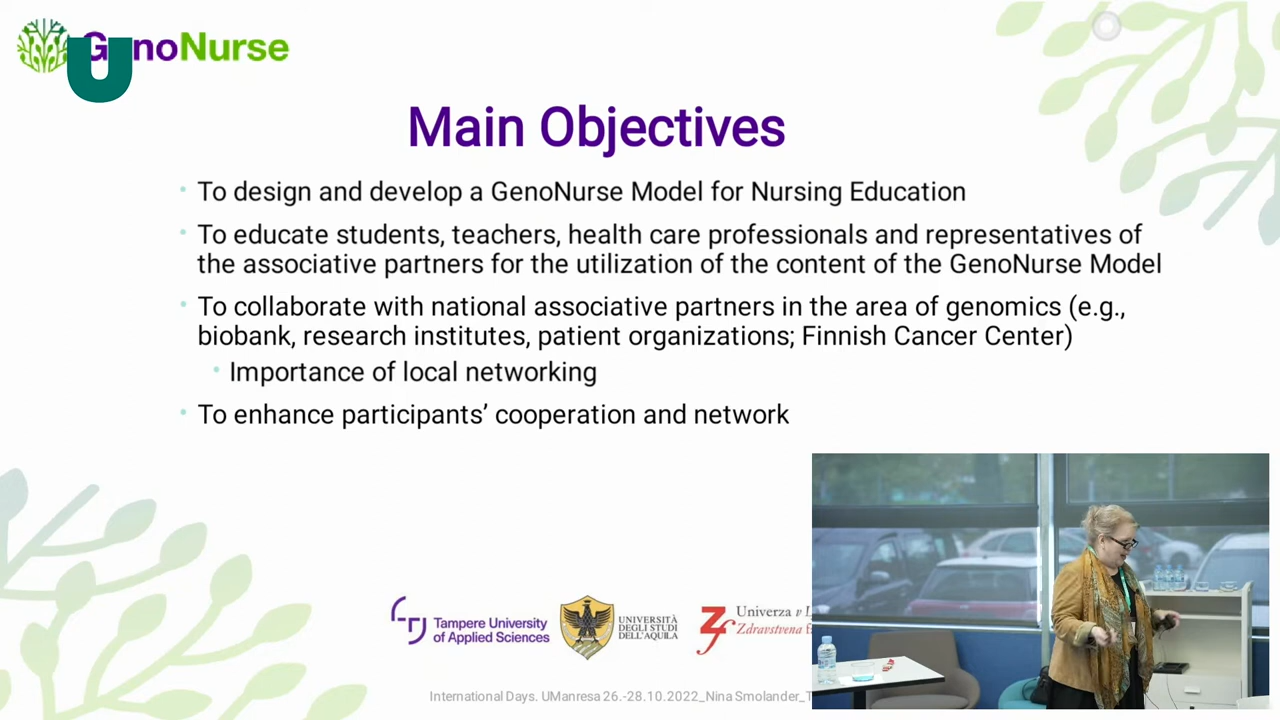 GenoNurse
U
Main Objectives
To design and develop a GenoNurse Model for Nursing Education
To educate students, teachers, health care professionals and representatives of
the associative partners for the utilization of the content of the GenoNurse Model
To collaborate with national associative partners in the area of genomics (e.g.,
biobank, research institutes, patient organizations; Finnish Cancer Center)
Importance of local networking
To enhance participants’ cooperation and network
Tampere University
of Applied Sciences
UNIVERSITÀ
DEGLI STUDI
DELL'AQUILA
Univerza v L
Zdravstvena
International Days. UManresa 26.-28.10.2022_Nina Smolander_T